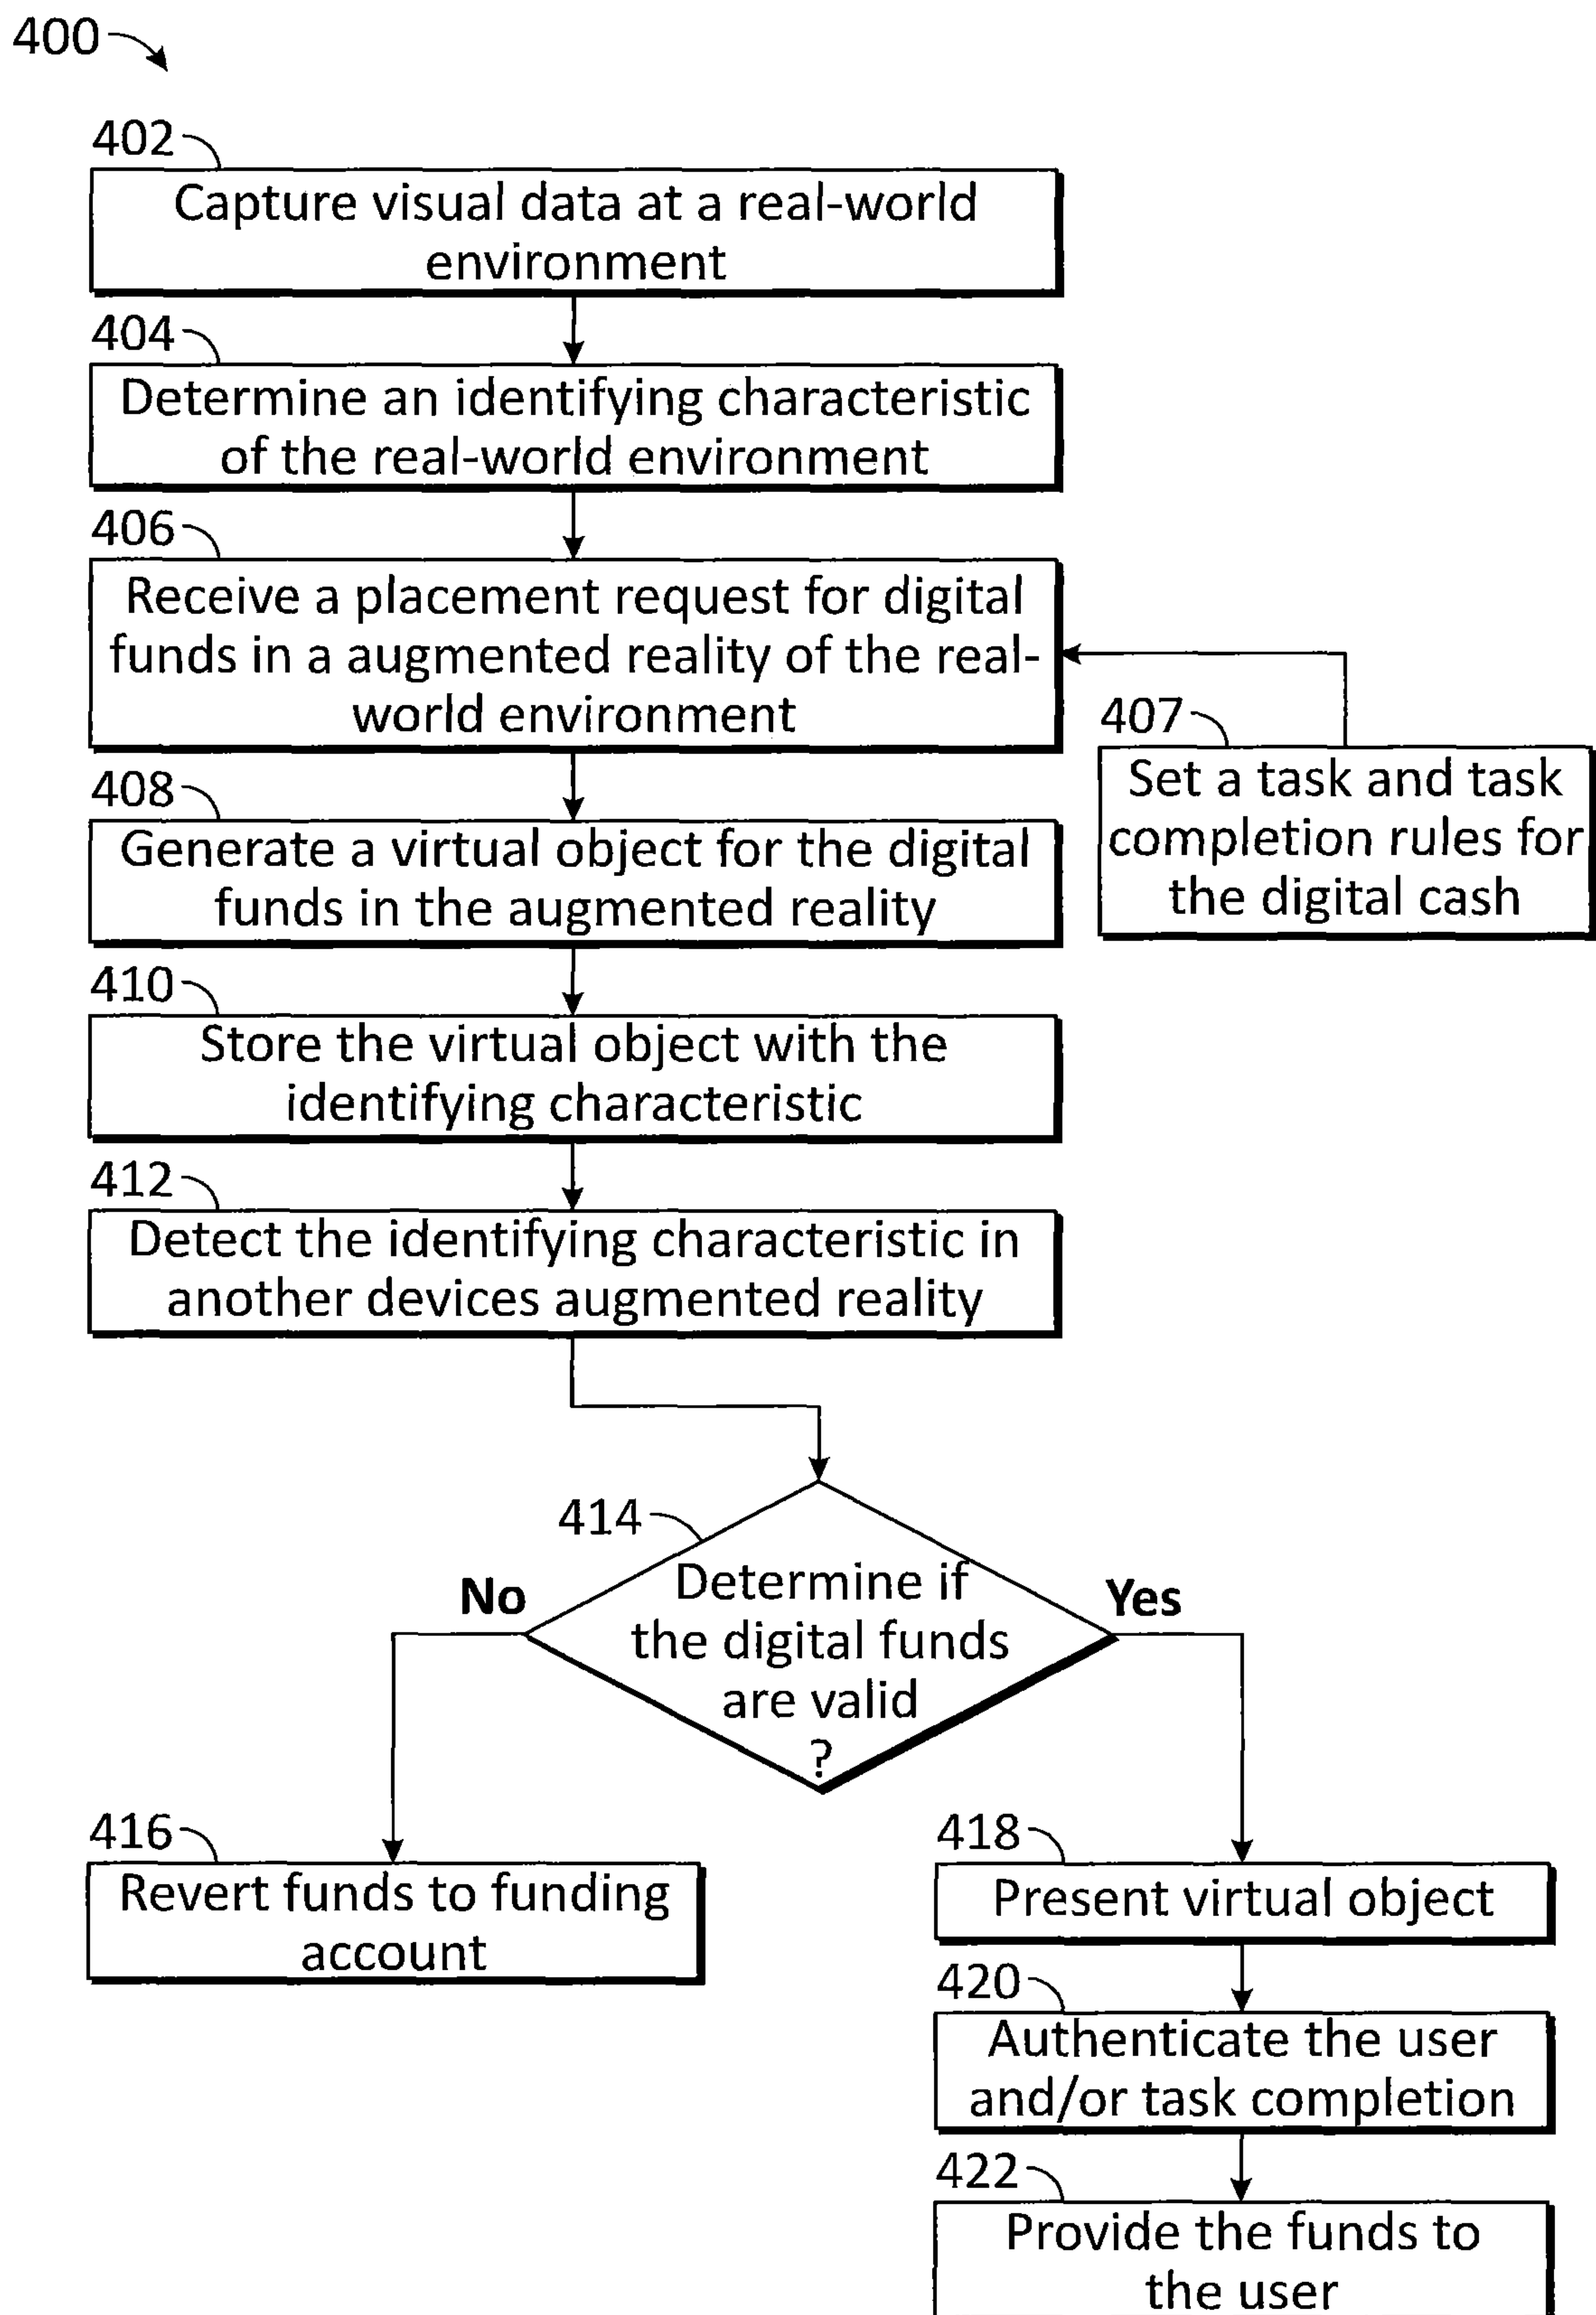 400
402
Capture visual data at a real-world
environment
404
Determine an identifying characteristic
of the real-world environment
406
Receive a placement request for digital
funds in a augmented reality of the real-
world environment
407
Set a task and task
completion rules for
the digital cash
408
Generate a virtual object for the digital
funds in the augmented reality
410
Store the virtual object with the
identifying characteristic
412
Detect the identifying characteristic in
another devices augmented reality
414
Determine if
the digital funds
are valid
?
No
Yes
416
Revert funds to funding
account
418
Present virtual object
420
Authenticate the user
and/or task completion
422
Provide the funds to
the user